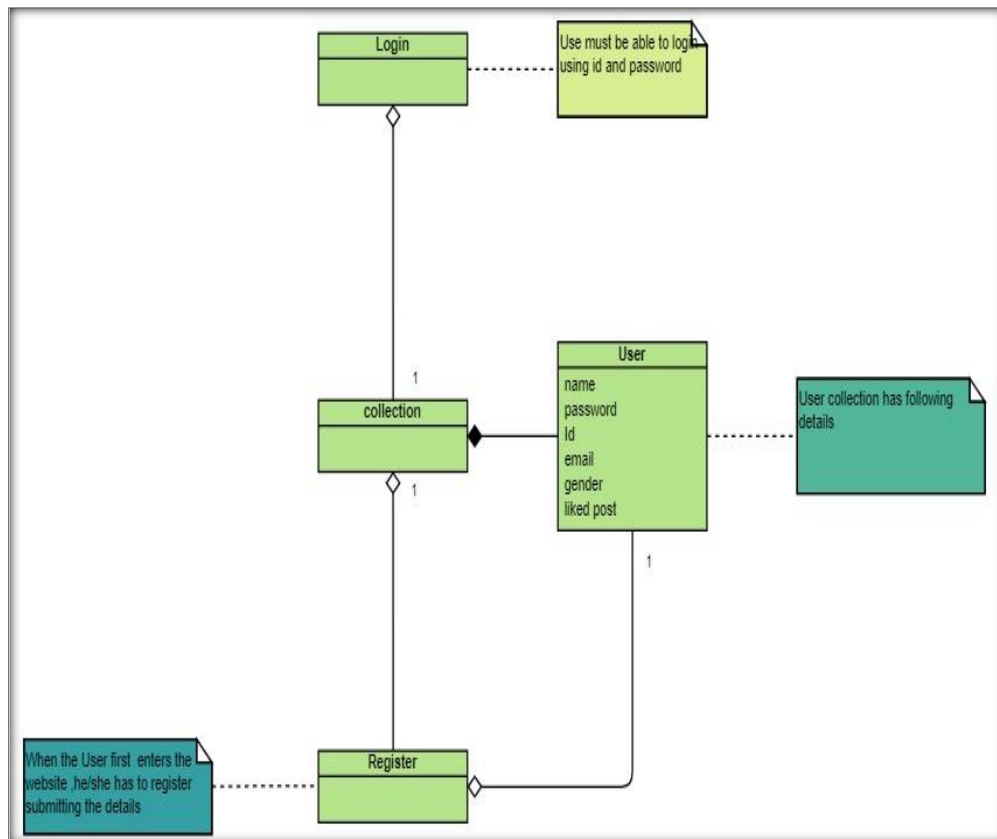 Login
Use must be able to login
using id and password
1
collection
1
User
name
password
Id
email
gender
liked post
User collection has following
details
1
When the User first enters the
website ,he/she has to register
submitting the details
Register